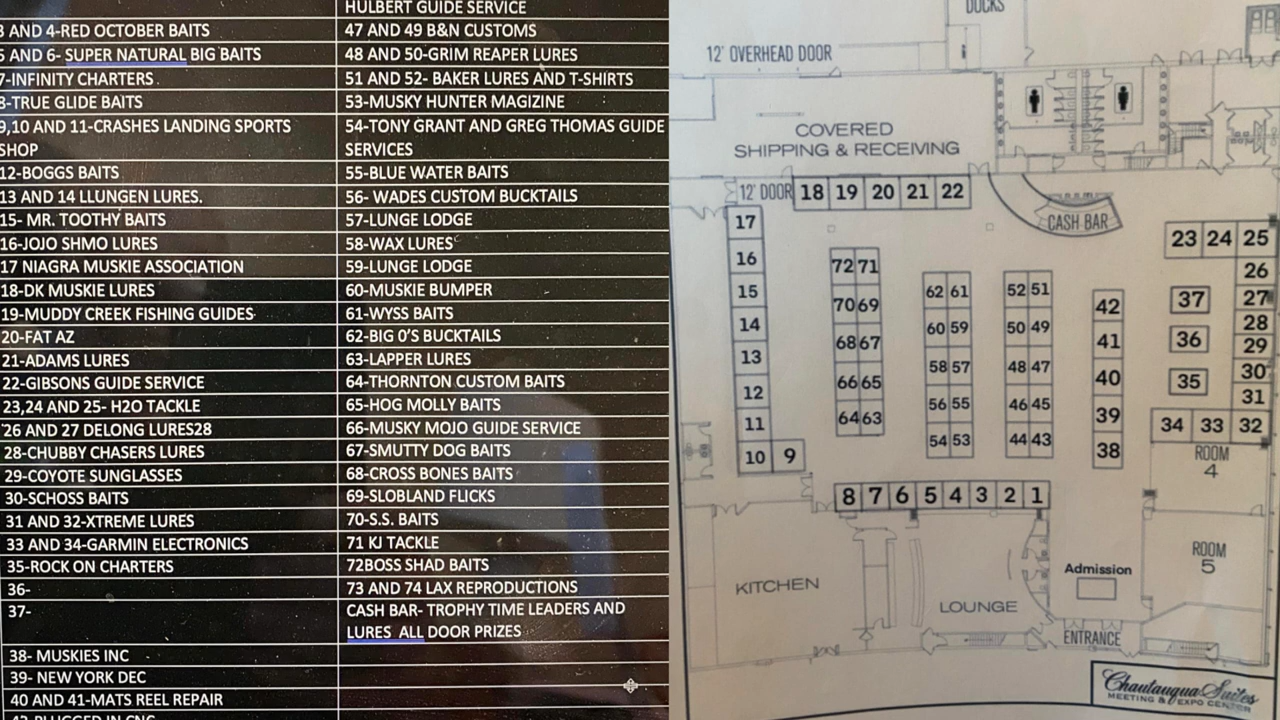 3 AND 4-RED OCTOBER BAITS
5 AND 6- SUPER NATURAL BIG BAITS
7-INFINITY CHARTERS
8-TRUE GLIDE BAITS
9,10 AND 11-CRASHES LANDING SPORTS
SHOP
12-BOGGS BAITS
13 AND 14 LLUNGEN LURES.
15- MR. TOOTHY BAITS
16-JOJO SHMO LURES
17 NIAGRA MUSKIE ASSOCIATION
18-DK MUSKIE LURES
19-MUDDY CREEK FISHING GUIDES
20-FAT AZ
21-ADAMS LURES
22-GIBSONS GUIDE SERVICE
23,24 AND 25- H2O TACKLE
26 AND 27 DELONG LURES28
28-CHUBBY CHASERS LURES
29-COYOTE SUNGLASSES
30-SCHOSS BAITS
31 AND 32-XTREME LURES
33 AND 34-GARMIN ELECTRONICS
35-ROCK ON CHARTERS
36-
37-
38- MUSKIES INC
39- NEW YORK DEC
40 AND 41-MATS REEL REPAIR
HULBERT GUIDE SERVICE
47 AND 49 B&N CUSTOMS
48 AND 50-GRIM REAPER LURES
51 AND 52- BAKER LURES AND T-SHIRTS
53-MUSKY HUNTER MAGIZINE
54-TONY GRANT AND GREG THOMAS GUIDE
SERVICES
55-BLUE WATER BAITS
56- WADES CUSTOM BUCKTAILS
57-LUNGE LODGE
58-WAX LURES
59-LUNGE LODGE
60-MUSKIE BUMPER
61-WYSS BAITS
62-BIG 0'S BUCKTAILS
63-LAPPER LURES
64-THORNTON CUSTOM BAITS
65-HOG MOLLY BAITS
66-MUSKY MOJO GUIDE SERVICE
67-SMUTTY DOG BAITS
68-CROSS BONES BAITS
69-SLOBLAND FLICKS
70-S.S. BAITS
71 KJ TACKLE
72BOSS SHAD BAITS
73 AND 74 LAX REPRODUCTIONS
CASH BAR- TROPHY TIME LEADERS AND
LURES ALL DOOR PRIZES
DOCKS
12' OVERHEAD DOOR
COVERED
SHIPPING & RECEIVING
12' DOOR 18 19 20 21 22
CASH BAR
17
23 24 25
16
72 71
26
15
62 61
52 51
37
27
70 69
42
14
60 59
50 49
28
68 67
41
36
29
13
58 57
48 47
30
66 65
40
35
12
56 55
46 45
31
64 63
39
11
34 33 32
54 53
44 43
38
10 9
ROOM
4
8 7 6 5 4 3 2 1
ROOM
5
Admission
KITCHEN
LOUNGE
ENTRANCE
Chautauqua Suites
MEETING & EXPO CENTER